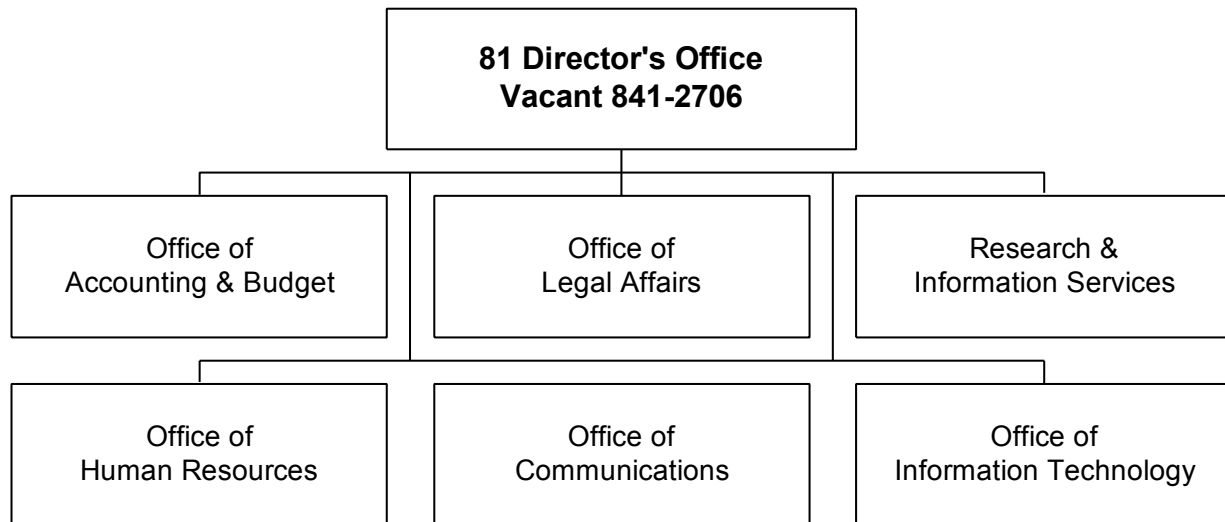 81 Director's Office
Vacant 841-2706
Office of
Accounting & Budget
Office of
Legal Affairs
Research &
Information Services
Office of
Human Resources
Office of
Communications
Office of
Information Technology